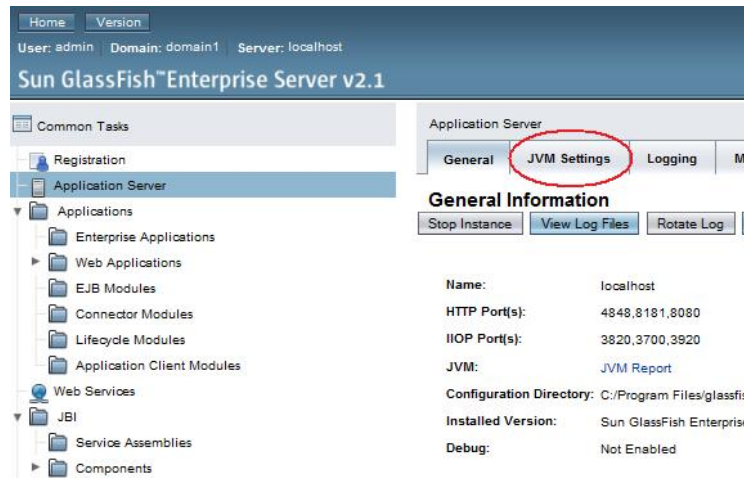 Home Version
User: admin Domain: domain1 Server: localhost
Sun GlassFish™Enterprise Server v2.1
Common Tasks
Registration
Application Server
Applications
Enterprise Applications
Web Applications
EJB Modules
Connector Modules
Lifecycle Modules
Application Client Modules
Web Services
JBI
Service Assemblies
Components
Application Server
General JVM Settings Logging M
General Information
Stop Instance View Log Files Rotate Log
Name: localhost
HTTP Port(s): 4848,8181,8080
IIOP Port(s): 3820,3700,3920
JVM: JVM Report
Configuration Directory: C:/Program Files/glassfis
Installed Version: Sun GlassFish Enterprise
Debug: Not Enabled